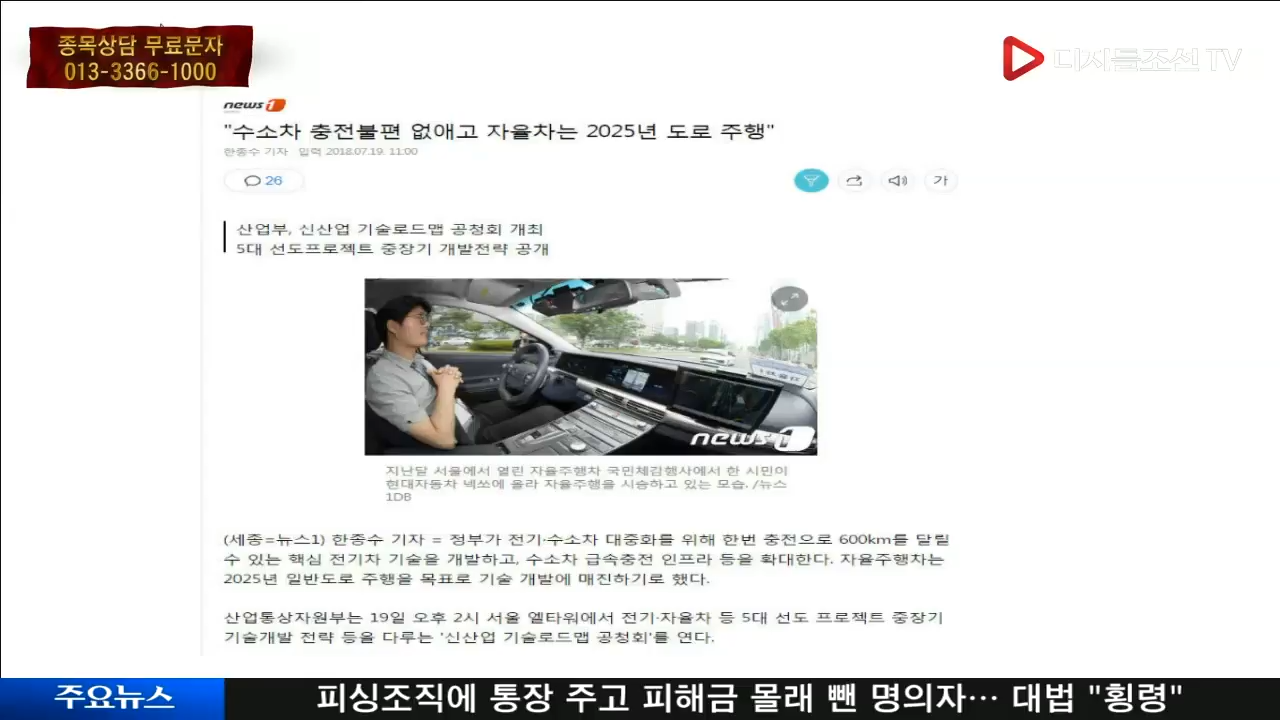 종목상담 무료문자
013-3366-1000
디지틀조선TV
news1
"수소차 충전불편 없애고 자율차는 2025년 도로 주행"
한종수 기자 입력 2018.07.19. 11:00
26
가
산업부, 신산업 기술로드맵 공청회 개최
5대 선도프로젝트 중장기 개발전략 공개
news1
지난달 서울에서 열린 자율주행차 국민체감행사에서 한 시민이
현대자동차 넥쏘에 올라 자율주행을 시승하고 있는 모습. /뉴스
1DB
(세종=뉴스1) 한종수 기자 = 정부가 전기·수소차 대중화를 위해 한번 충전으로 600km를 달릴
수 있는 핵심 전기차 기술을 개발하고, 수소차 급속충전 인프라 등을 확대한다. 자율주행차는
2025년 일반도로 주행을 목표로 기술 개발에 매진하기로 했다.
산업통상자원부는 19일 오후 2시 서울 엘타워에서 전기·자율차 등 5대 선도 프로젝트 중장기
기술개발 전략 등을 다루는 '신산업 기술로드맵 공청회'를 연다.
주요뉴스
피싱조직에 통장 주고 피해금 몰래 뺀 명의자… 대법 "횡령"